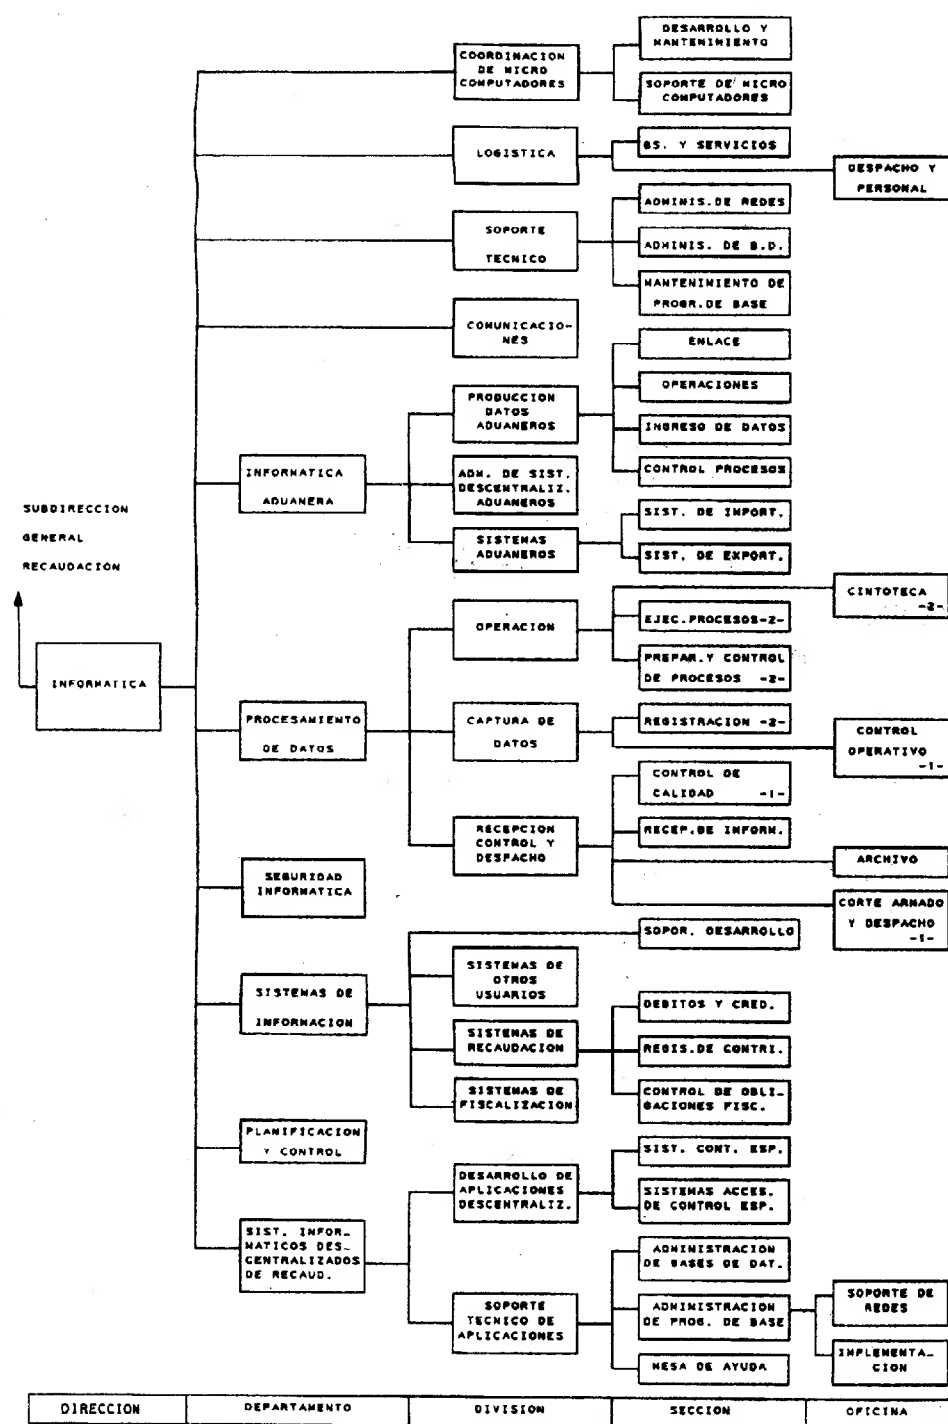 DESARROLLO Y
MANTENIMIENTO
COORDINACION
DE MICRO
COMPUTADORES
SOPORTE DE MICRO
COMPUTADORES
LOGISTICA
BS. Y SERVICIOS
DESPACHO Y
PERSONAL
ADMINIS.DE REDES
SOPORTE
TECNICO
ADMINIS. DE B.D.
MANTENIMIENTO DE
PROGR.DE BASE
COMUNICACIO-
NES
ENLACE
OPERACIONES
PRODUCCION
DATOS
ADUANEROS
INGRESO DE DATOS
CONTROL PROCESOS
INFORMATICA
ADUANERA
ADM. DE SIST.
DESCENTRALIZ.
ADUANEROS
SIST. DE IMPORT.
SISTEMAS
ADUANEROS
SIST. DE EXPORT.
SUBDIRECCION
GENERAL
RECAUDACION
CINTOTECA
-2-
OPERACION
EJEC.PROCESOS-2-
PREPAR.Y CONTROL
DE PROCESOS -2-
INFORMATICA
PROCESAMIENTO
DE DATOS
CAPTURA DE
DATOS
REGISTRACION -2-
CONTROL
OPERATIVO
-1-
CONTROL DE
CALIDAD -1-
RECEPCION
CONTROL Y
DESPACHO
RECEP.DE INFORM.
ARCHIVO
SEGURIDAD
INFORMATICA
CORTE ARMADO
Y DESPACHO
-1-
SOPOR. DESARROLLO
SISTEMAS DE
OTROS
USUARIOS
SISTEMAS DE
INFORMACION
DEBITOS Y CRED.
SISTEMAS DE
RECAUDACION
REGIS.DE CONTRI.
SISTEMAS DE
FISCALIZACION
CONTROL DE OBLI-
GACIONES FISC.
PLANIFICACION
Y CONTROL
SIST. CONT. ESP.
DESARROLLO DE
APLICACIONES
DESCENTRALIZ.
SISTEMAS ACCES.
DE CONTROL ESP.
SIST. INFOR-
MATICOS DES-
CENTRALIZADOS
DE RECAUD.
ADMINISTRACION
DE BASES DE DAT.
SOPORTE
TECNICO DE
APLICACIONES
ADMINISTRACION
DE PROG. DE BASE
SOPORTE DE
REDES
MESA DE AYUDA
IMPLEMENTA-
CION
DIRECCION DEPARTAMENTO DIVISION SECCION OFICINA